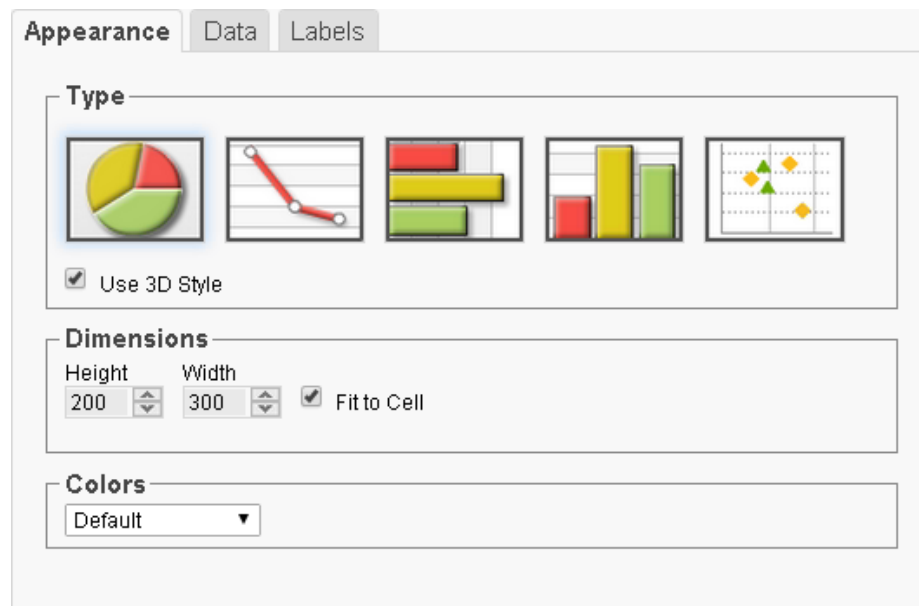 Appearance Data Labels
Type
Use 3D Style
Dimensions
Height Width
200 300 Fit to Cell
Colors
Default